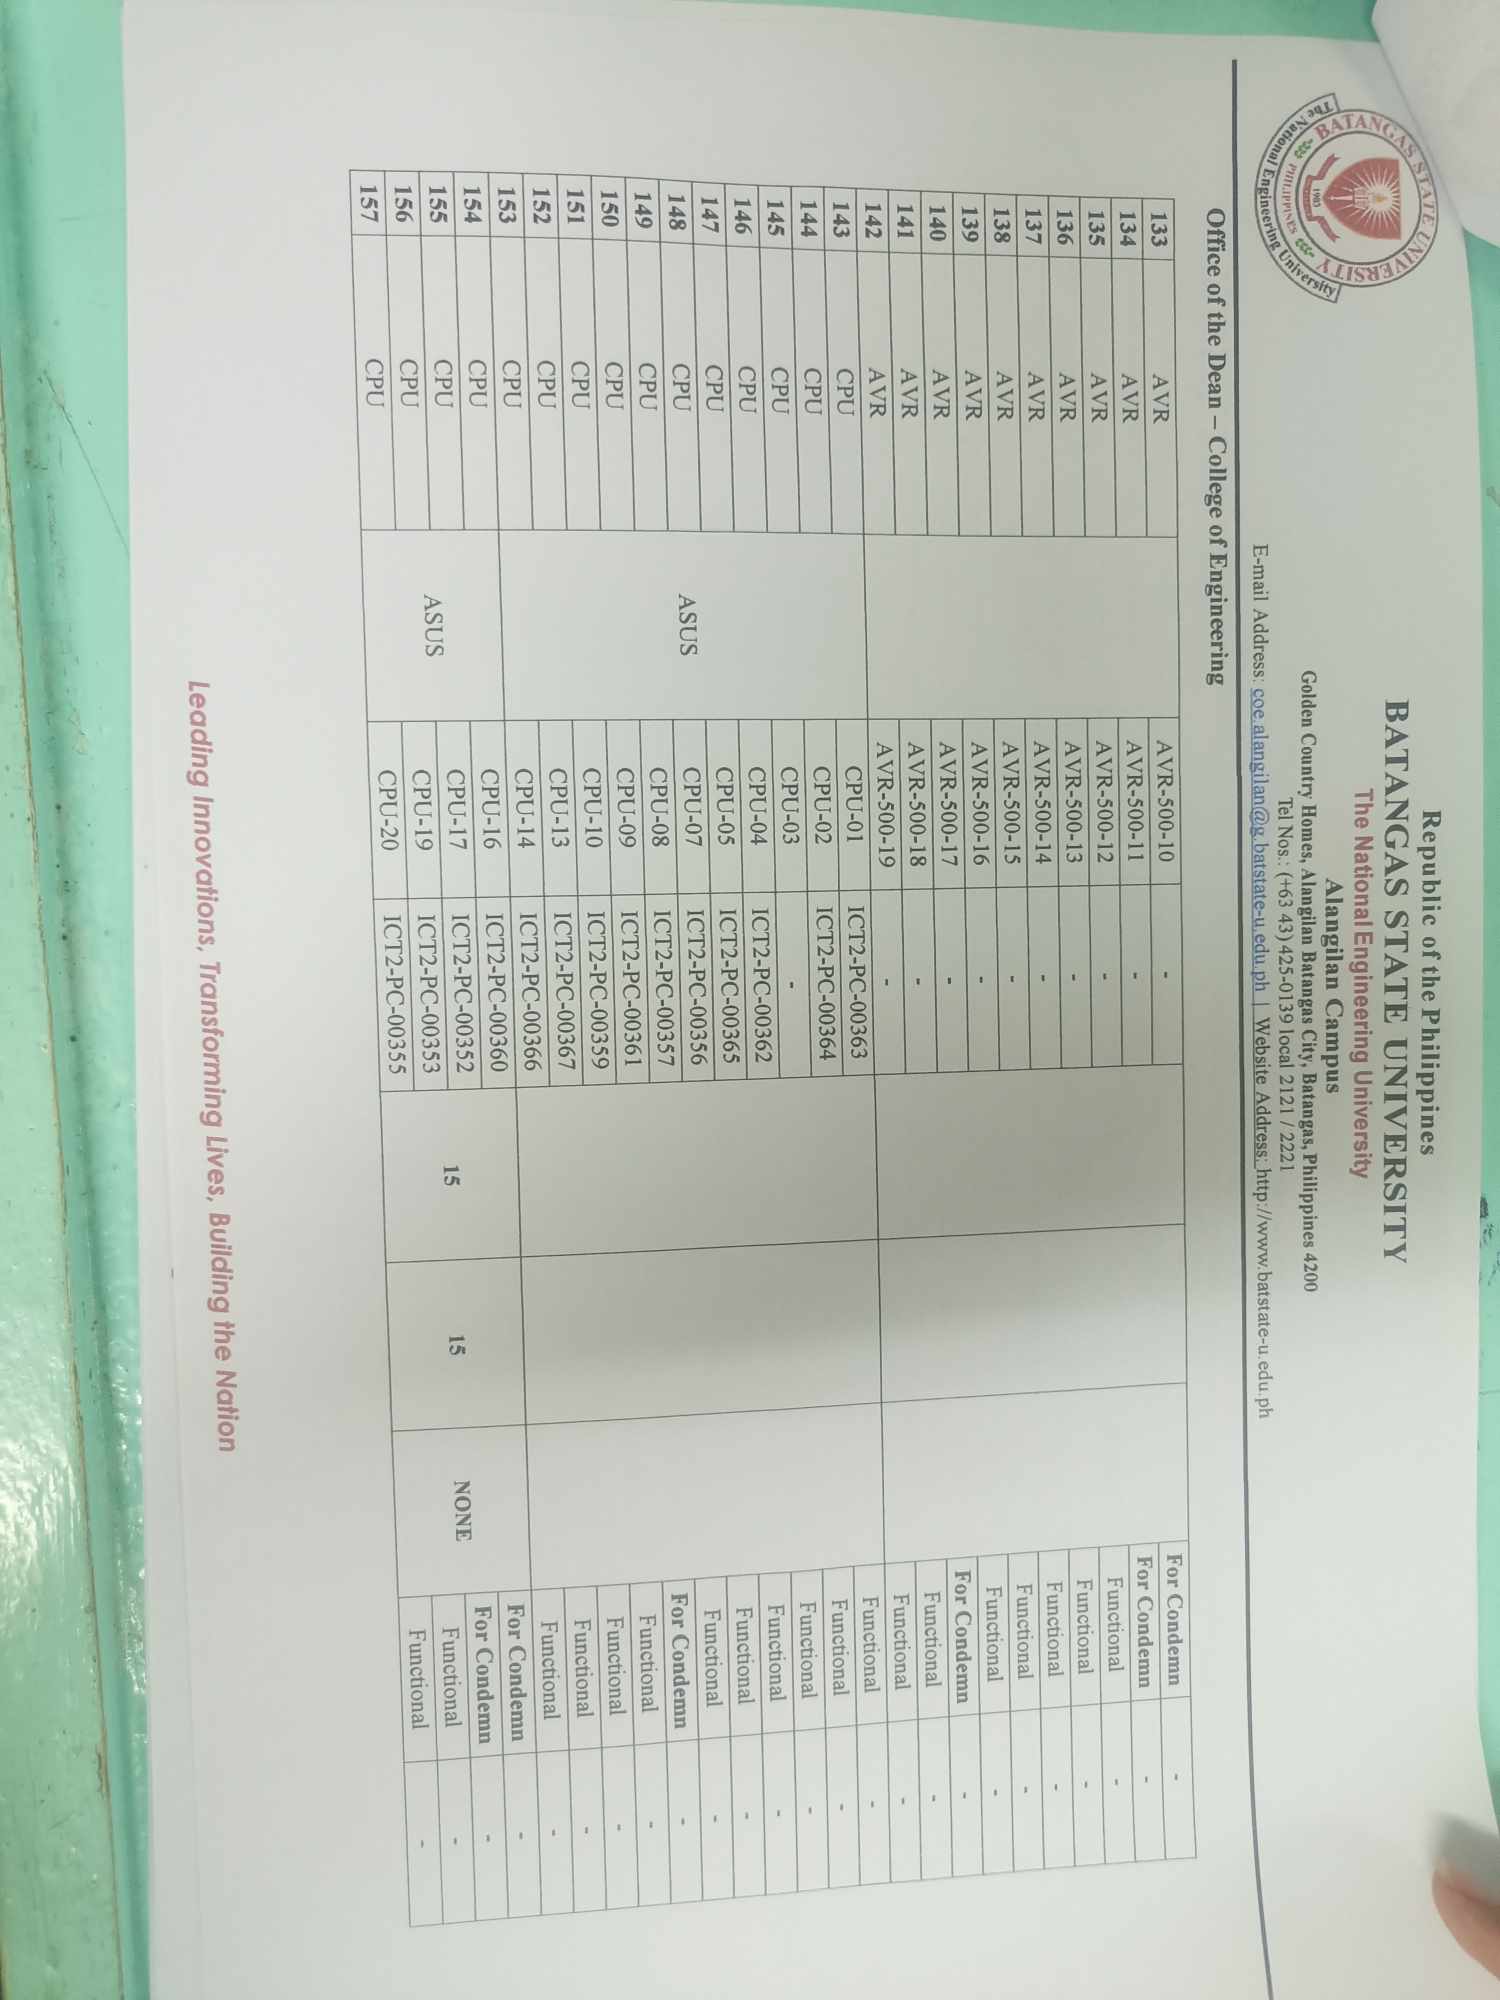 BATANGAS STATE UNIVERSITY
1903
PHILIPPINES
The National Engineering University
Republic of the Philippines
BATANGAS STATE UNIVERSITY
The National Engineering University
Alangilan Campus
Golden Country Homes, Alangilan Batangas City, Batangas, Philippines 4200
Tel Nos.: (+63 43) 425-0139 local 2121 / 2221
E-mail Address: coe.alangilan@g.batstate-u.edu.ph | Website Address: http://www.batstate-u.edu.ph
Office of the Dean – College of Engineering
133 AVR AVR-500-10 - For Condemn -
134 AVR AVR-500-11 - For Condemn -
135 AVR AVR-500-12 - Functional -
136 AVR AVR-500-13 - Functional -
137 AVR AVR-500-14 - Functional -
138 AVR AVR-500-15 - Functional -
139 AVR AVR-500-16 - Functional -
140 AVR AVR-500-17 - For Condemn -
141 AVR AVR-500-18 - Functional -
142 AVR AVR-500-19 - Functional -
143 CPU CPU-01 ICT2-PC-00363 Functional -
144 CPU CPU-02 ICT2-PC-00364 Functional -
145 CPU CPU-03 - Functional -
146 CPU CPU-04 ICT2-PC-00362 Functional -
147 CPU CPU-05 ICT2-PC-00365 Functional -
148 CPU ASUS CPU-07 ICT2-PC-00356 Functional -
149 CPU CPU-08 ICT2-PC-00357 For Condemn -
150 CPU CPU-09 ICT2-PC-00361 Functional -
151 CPU CPU-10 ICT2-PC-00359 Functional -
152 CPU CPU-13 ICT2-PC-00367 Functional -
153 CPU CPU-14 ICT2-PC-00366 Functional -
154 CPU CPU-16 ICT2-PC-00360 For Condemn -
155 CPU ASUS CPU-17 ICT2-PC-00352 15 15 NONE For Condemn -
156 CPU CPU-19 ICT2-PC-00353 Functional -
157 CPU CPU-20 ICT2-PC-00355 Functional -
Leading Innovations, Transforming Lives, Building the Nation